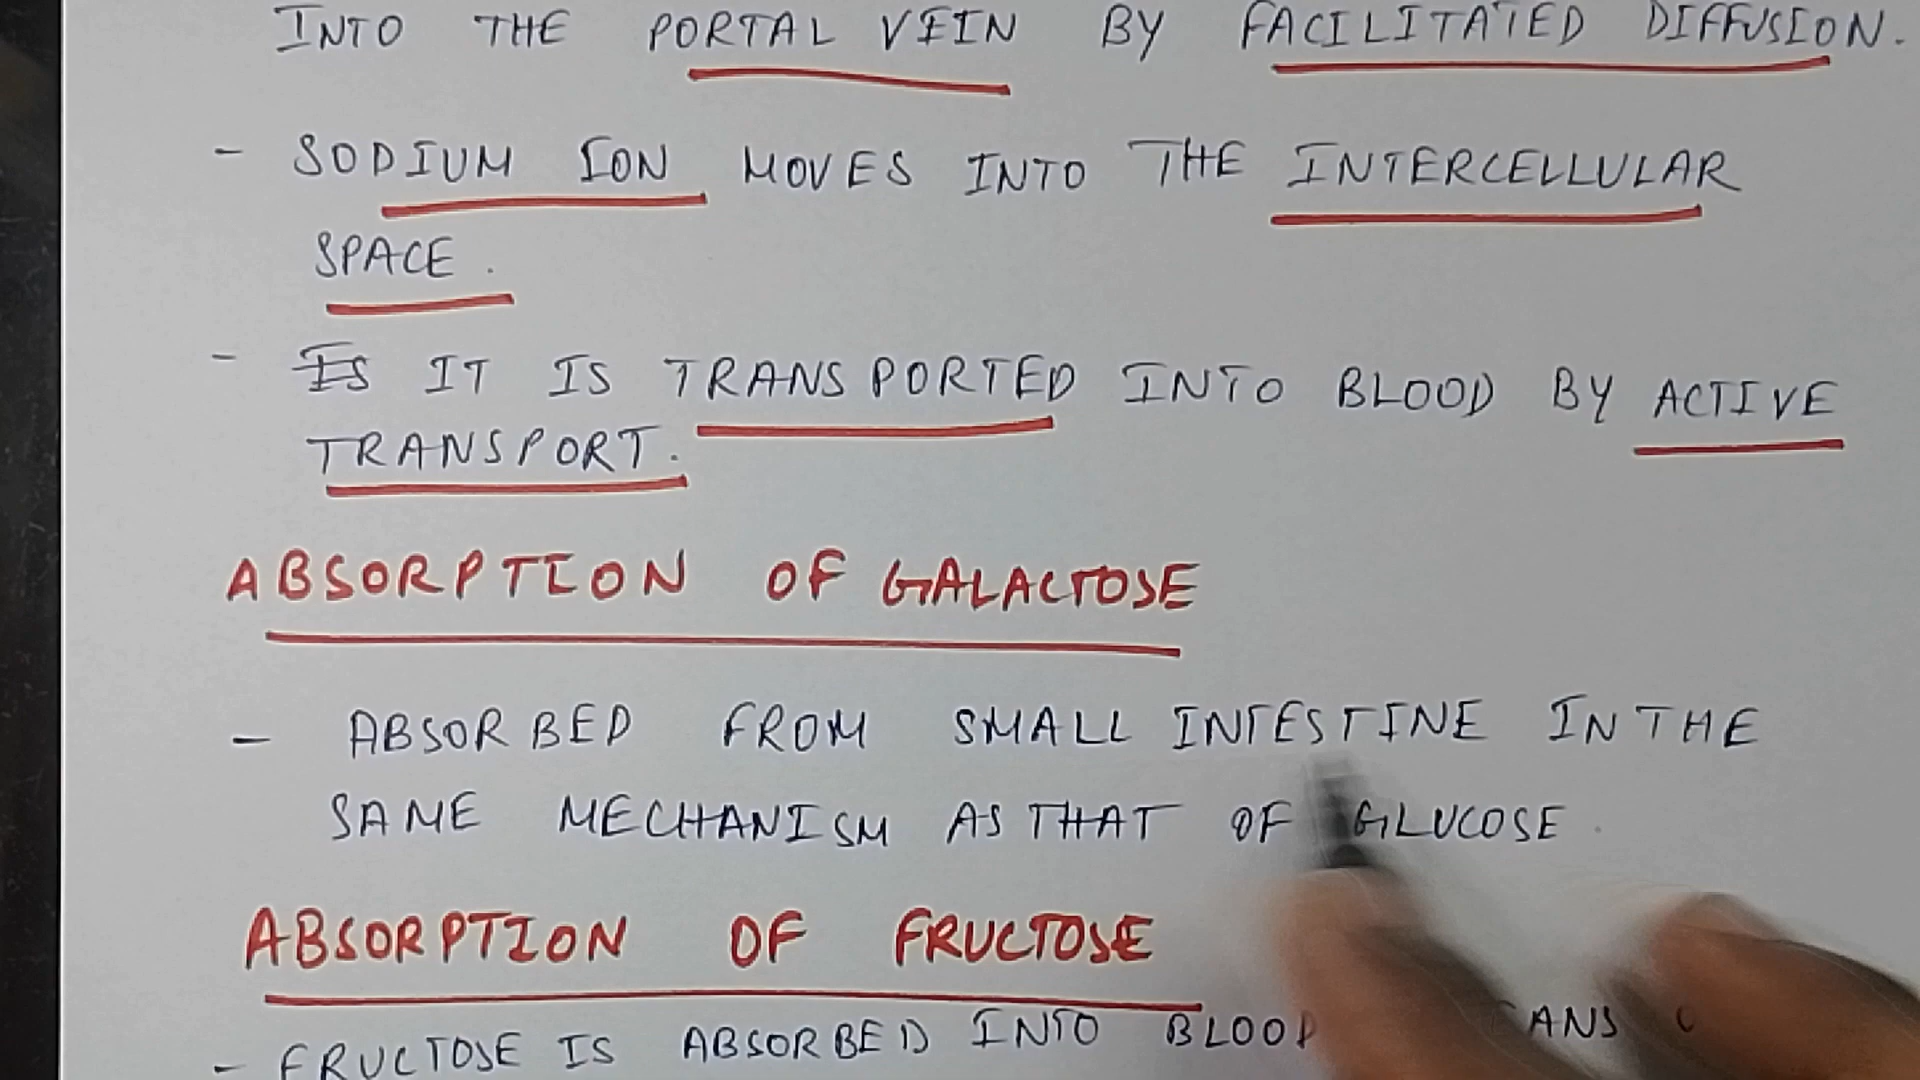 INTO THE PORTAL VEIN BY FACILITATED DIFFUSION.
- SODIUM ION MOVES INTO THE INTERCELLULAR
SPACE.
- IS IT IS TRANSPORTED INTO BLOOD BY ACTIVE
TRANSPORT.
ABSORPTION OF GALACTOSE
- ABSORBED FROM SMALL INTESTINE IN THE
SAME MECHANISM AS THAT OF GLUCOSE.
ABSORPTION OF FRUCTOSE
- FRUCTOSE IS ABSORBED INTO BLOOD